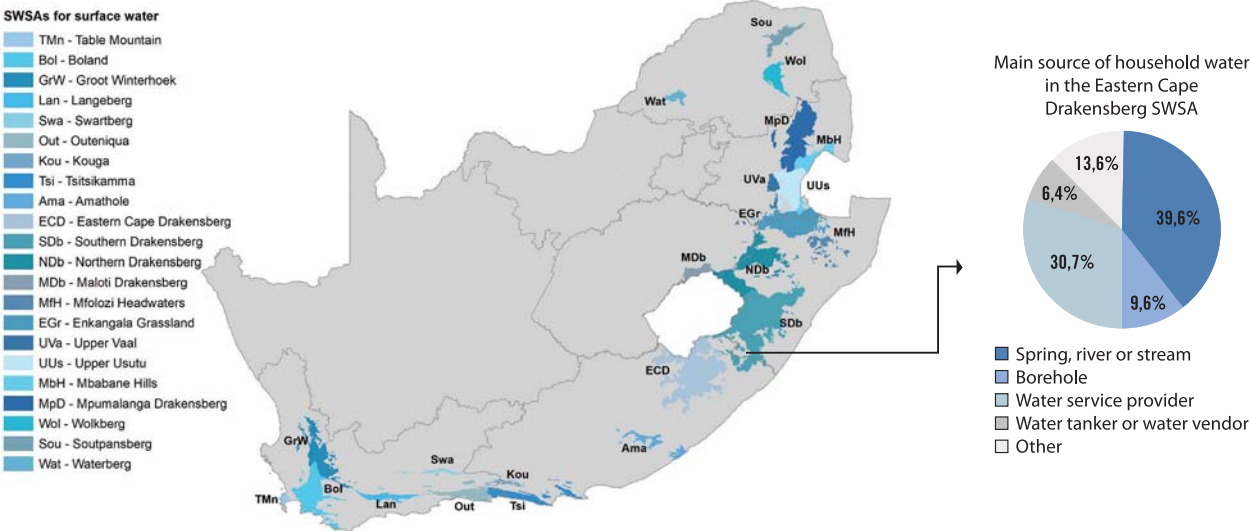 SWSAs for surface water
TMn - Table Mountain
Bol - Boland
GrW - Groot Winterhoek
Lan - Langeberg
Swa - Swartberg
Out - Outeniqua
Kou - Kouga
Tsi - Tsitsikamma
Ama - Amathole
ECD - Eastern Cape Drakensberg
SDb - Southern Drakensberg
NDb - Northern Drakensberg
MDb - Maloti Drakensberg
MfH - Mfolozi Headwaters
EGr - Enkangala Grassland
UVa - Upper Vaal
UUs - Upper Usutu
MbH - Mbabane Hills
MpD - Mpumalanga Drakensberg
Wol - Wolkberg
Sou - Soutpansberg
Wat - Waterberg
Sou
Wol
Wat
MpD
MbH
UVa
UUs
EGr
MfH
MDb
NDb
SDb
ECD
Ama
GrW
Swa
Kou
Bol
TMn
Lan
Out
Tsi
Main source of household water
in the Eastern Cape
Drakensberg SWSA
13,6%
6,4%
39,6%
30,7%
9,6%
Spring, river or stream
Borehole
Water service provider
Water tanker or water vendor
Other